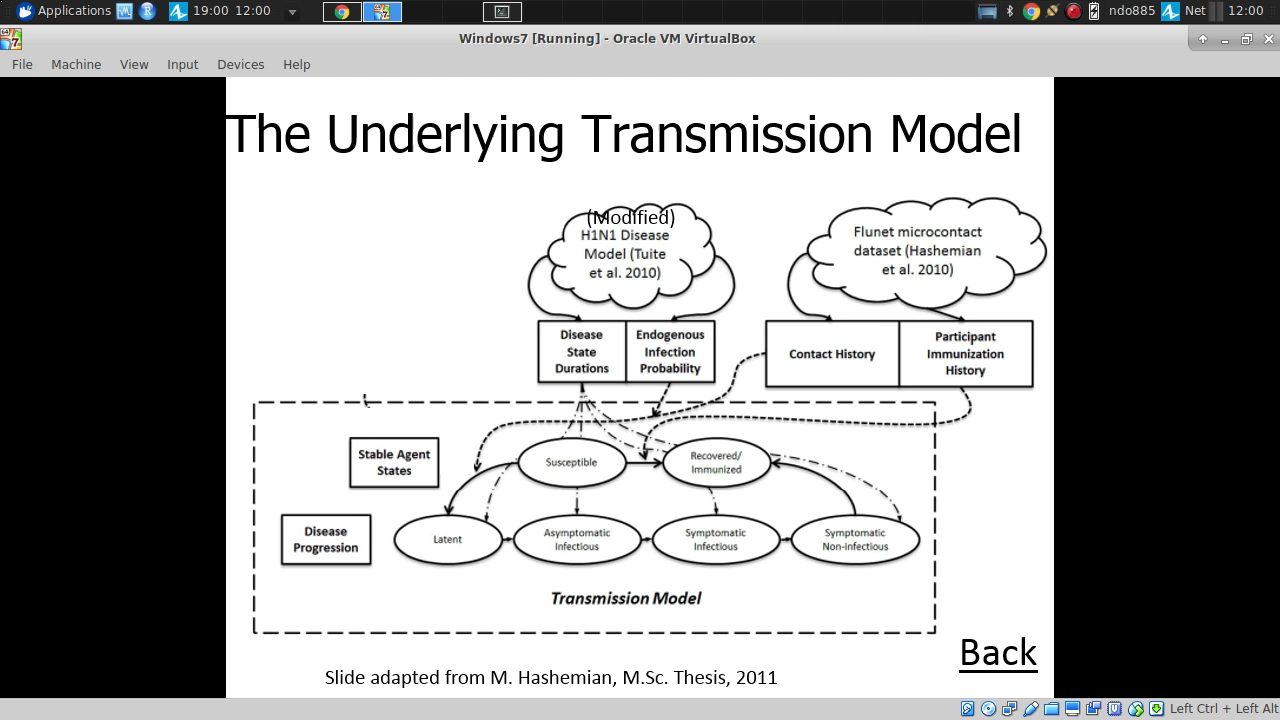 Applications 19:00 12:00 ndo885 Net 12:00
Windows7 [Running] - Oracle VM VirtualBox
File Machine View Input Devices Help
The Underlying Transmission Model
(Modified)
H1N1 Disease
Model (Tuite
et al. 2010)
Flunet microcontact
dataset (Hashemian
et al. 2010)
Disease
State
Durations
Endogenous
Infection
Probability
Contact History
Participant
Immunization
History
Stable Agent
States
Susceptible
Recovered/
Immunized
Disease
Progression
Latent
Asymptomatic
Infectious
Symptomatic
Infectious
Symptomatic
Non-infectious
Transmission Model
Back
Slide adapted from M. Hashemian, M.Sc. Thesis, 2011
Left Ctrl + Left Alt